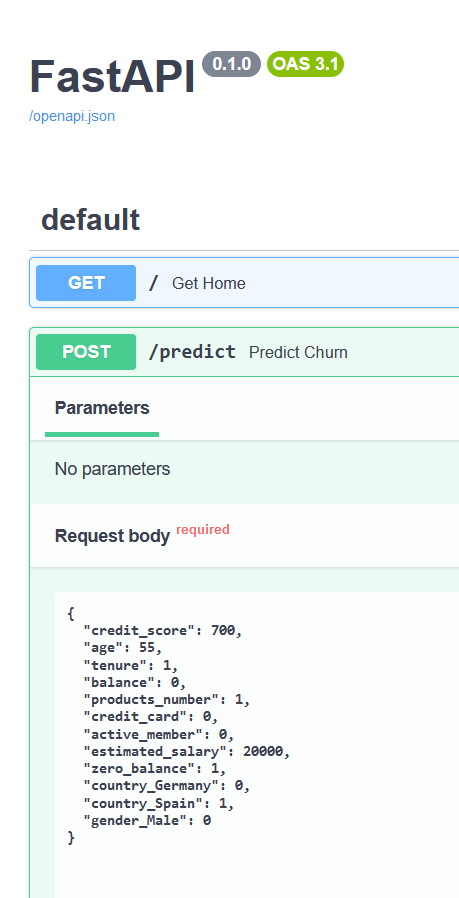 FastAPI 0.1.0 OAS 3.1
/openapi.json
default
GET / Get Home
POST /predict Predict Churn
Parameters
No parameters
Request body required
{
  "credit_score": 700,
  "age": 55,
  "tenure": 1,
  "balance": 0,
  "products_number": 1,
  "credit_card": 0,
  "active_member": 0,
  "estimated_salary": 20000,
  "zero_balance": 1,
  "country_Germany": 0,
  "country_Spain": 1,
  "gender_Male": 0
}